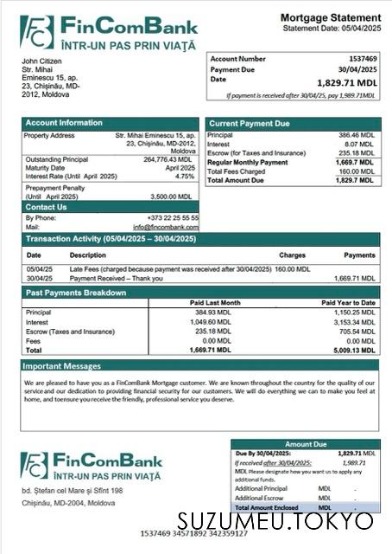 FinComBank
ÎNTR-UN PAS PRIN VIAȚĂ
Mortgage Statement
Statement Date: 05/04/2025
John Citizen
Str. Mihai
Eminescu 15, ap.
23, Chișinău, MD-
2012, Moldova
Account Number 1537469
Payment Due 30/04/2025
Date 1,829.71 MDL
If payment is received after 30/04/25, pay 1,989.71MDL
Account Information
Property Address Str. Mihai Eminescu 15, ap.
23, Chișinău, MD-2012,
Moldova
Outstanding Principal 264,776.43 MDL
Maturity Date April 2025
Interest Rate (Until April 2025) 4.75%
Prepayment Penalty
(Until April 2025) 3,500.00 MDL
Contact Us
By Phone: +373 22 25 55 55
Mail: info@fincombank.com
Current Payment Due
Principal 386.46 MDL
Interest 8.07 MDL
Escrow (for Taxes and Insurance) 235.18 MDL
Regular Monthly Payment 1,669.7 MDL
Total Fees Charged 160.00 MDL
Total Amount Due 1,829.7 MDL
Transaction Activity (05/04/2025 – 30/04/2025)
Date Description Charges Payments
05/04/25 Late Fees (charged because payment was received after 30/04/2025) 160.00 MDL
30/04/25 Payment Received – Thank you 1,669.71 MDL
Past Payments Breakdown
Paid Last Month Paid Year to Date
Principal 384.93 MDL 1,150.25 MDL
Interest 1,049.60 MDL 3,153.34 MDL
Escrow (Taxes and Insurance) 235.18 MDL 705.54 MDL
Fees 0.00 MDL 0.00 MDL
Total 1,669.71 MDL 5,009.13 MDL
Important Messages
We are pleased to have you as a FinComBank Mortgage customer. We are known throughout the country for the quality of our
service and our dedication to providing financial security for our customers. We will do everything we can to make you feel at
home, and toensure you receive the friendly, professional service you deserve.
FinComBank
ÎNTR-UN PAS PRIN VIAȚĂ
bd. Ștefan cel Mare și Sfînt 198
Chișinău, MD-2004, Moldova
Amount Due
Due By 30/04/2025: 1,829.71 MDL
If received after 30/04/2025: 1,989.71
MDL Please designate how you want us to apply any
additional funds.
Additional Principal MDL .
Additional Escrow MDL .
Total Amount Enclosed MDL .
SUZUMEU.TOKYO
1537469 34571892 342359127